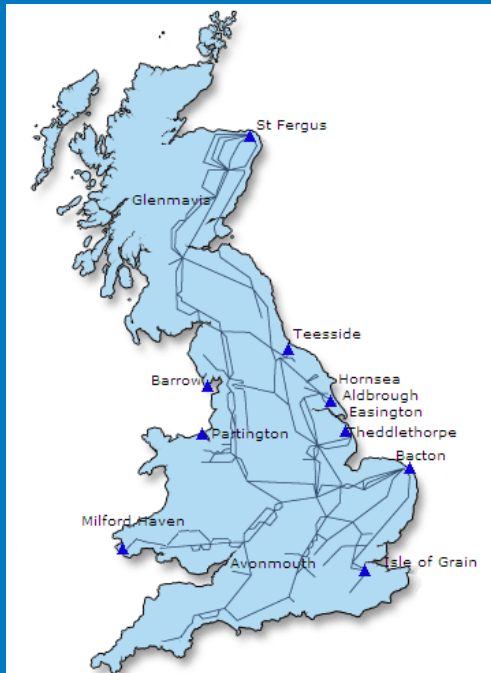 St Fergus
Glenmavis
Teesside
Barrow
Hornsea
Aldbrough
Easington
Partington
Theddlethorpe
Bacton
Milford Haven
Avonmouth
Isle of Grain